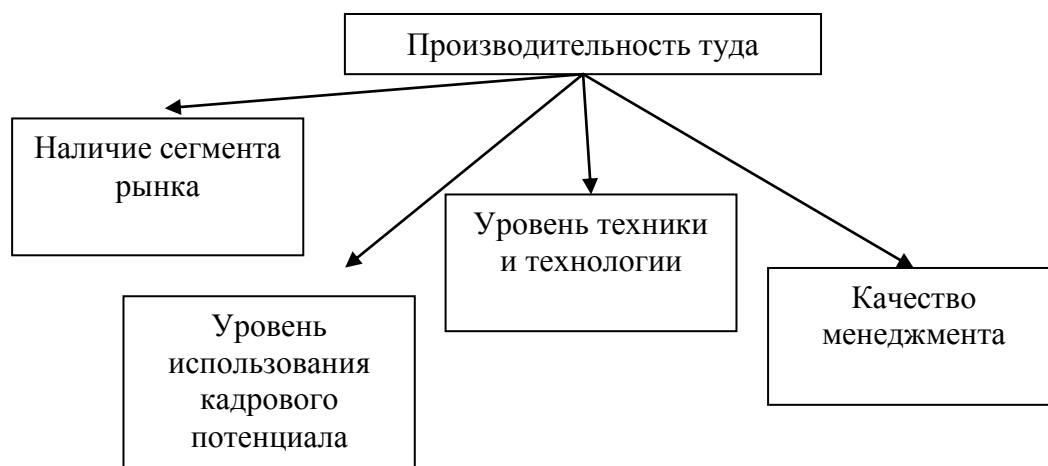 Производительность туда
Наличие сегмента
рынка
Уровень техники
и технологии
Качество
менеджмента
Уровень
использования
кадрового
потенциала